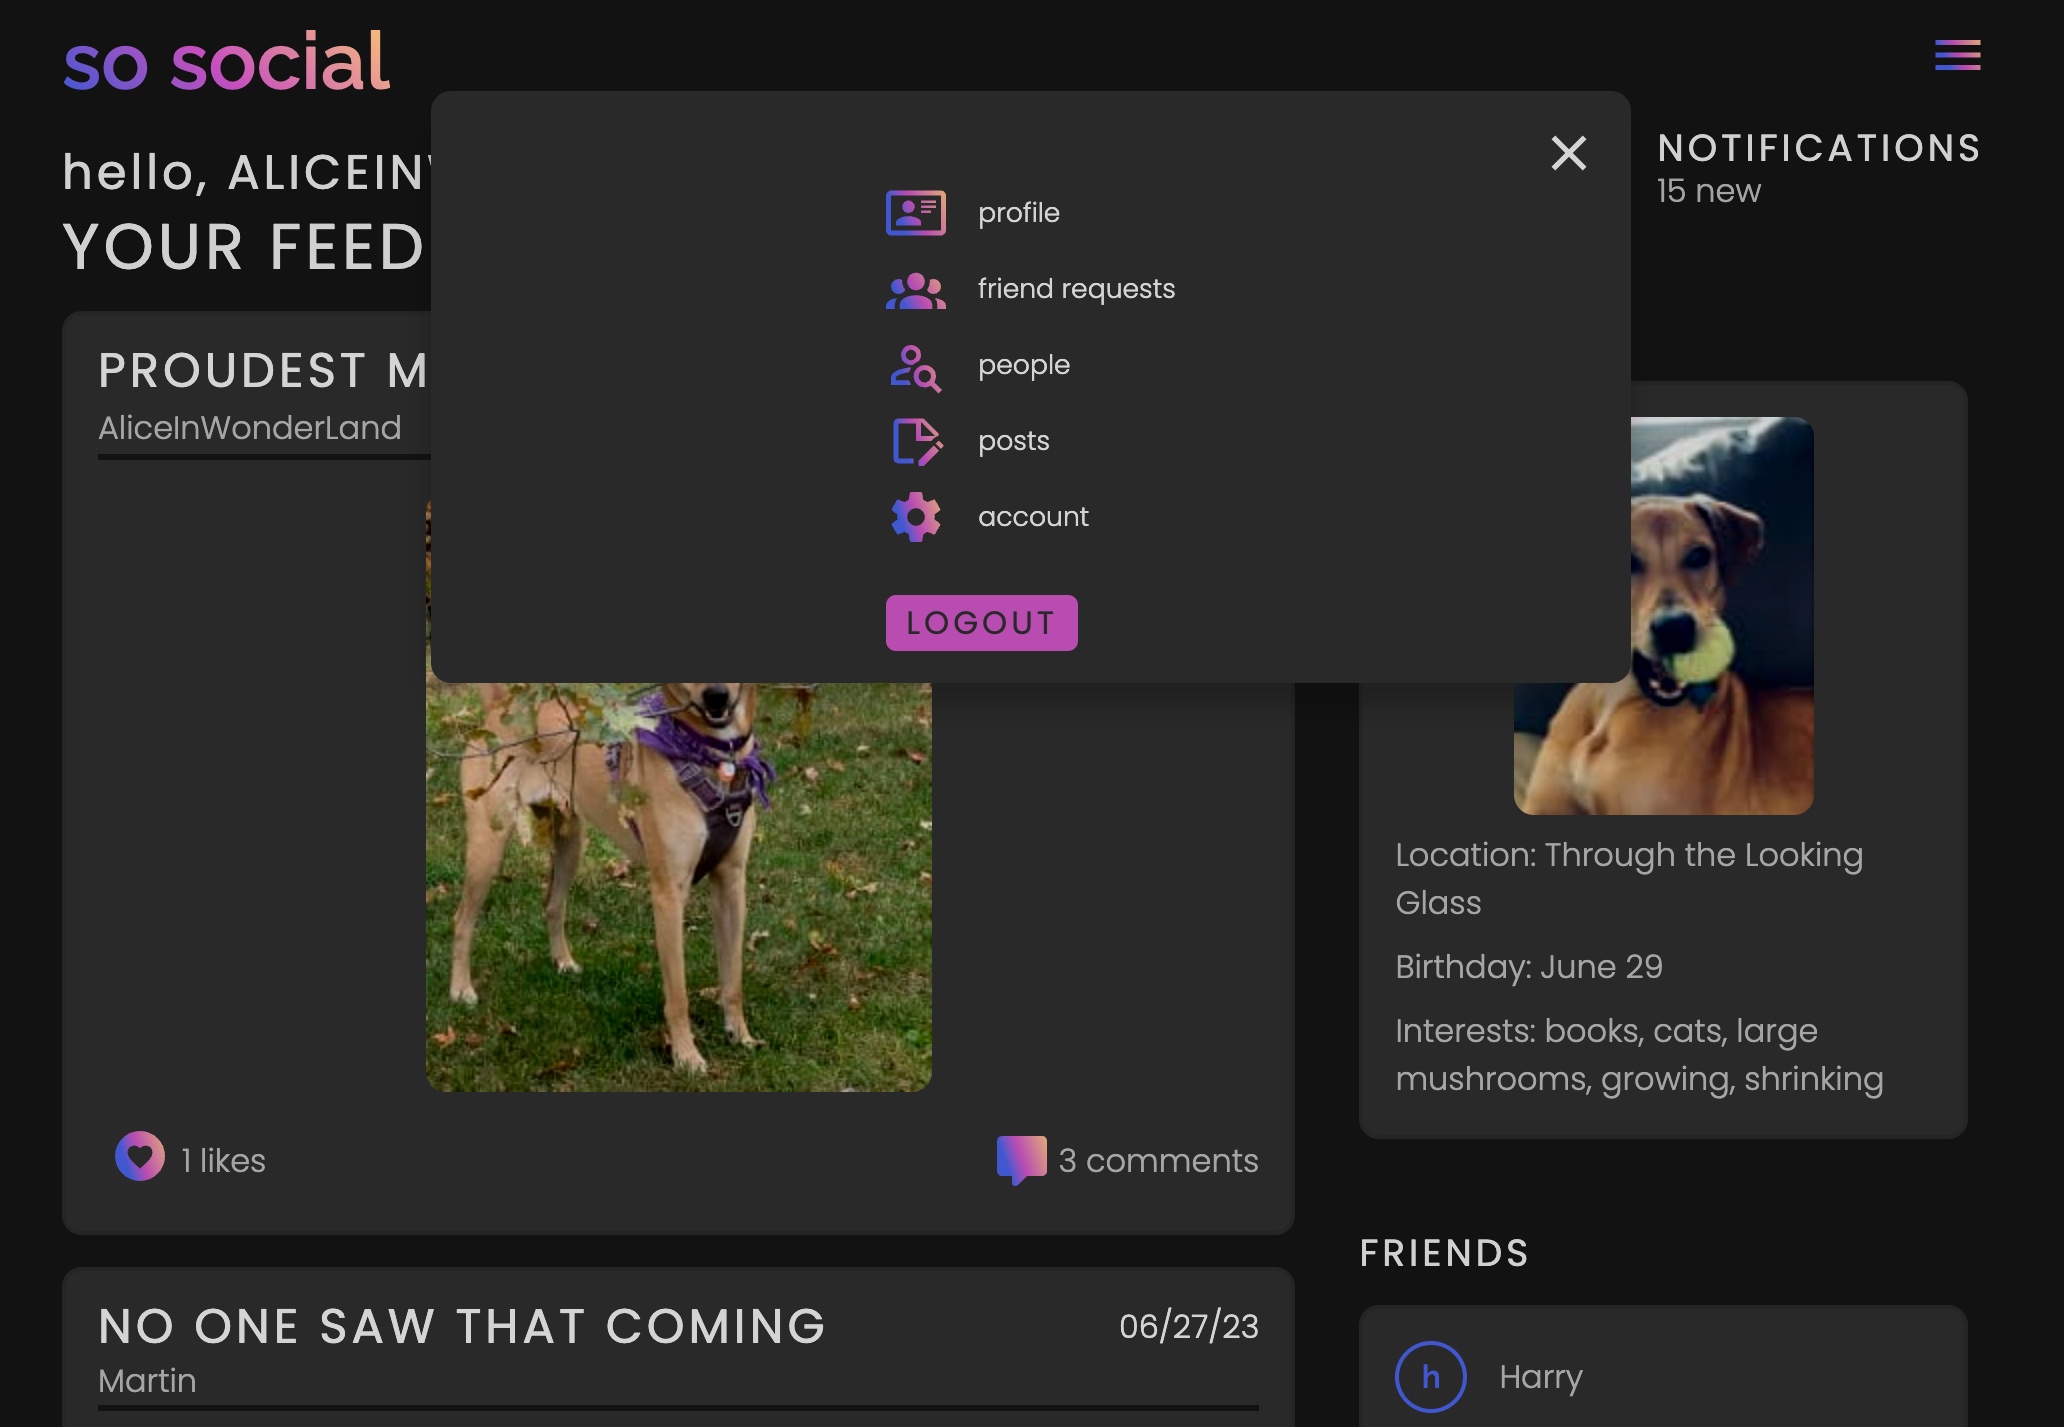 so social
hello, ALICEIN
YOUR FEED
NOTIFICATIONS
15 new
profile
friend requests
people
posts
account
LOGOUT
PROUDEST M
AliceInWonderLand
1 likes
3 comments
Location: Through the Looking
Glass
Birthday: June 29
Interests: books, cats, large
mushrooms, growing, shrinking
NO ONE SAW THAT COMING
06/27/23
Martin
FRIENDS
h
Harry